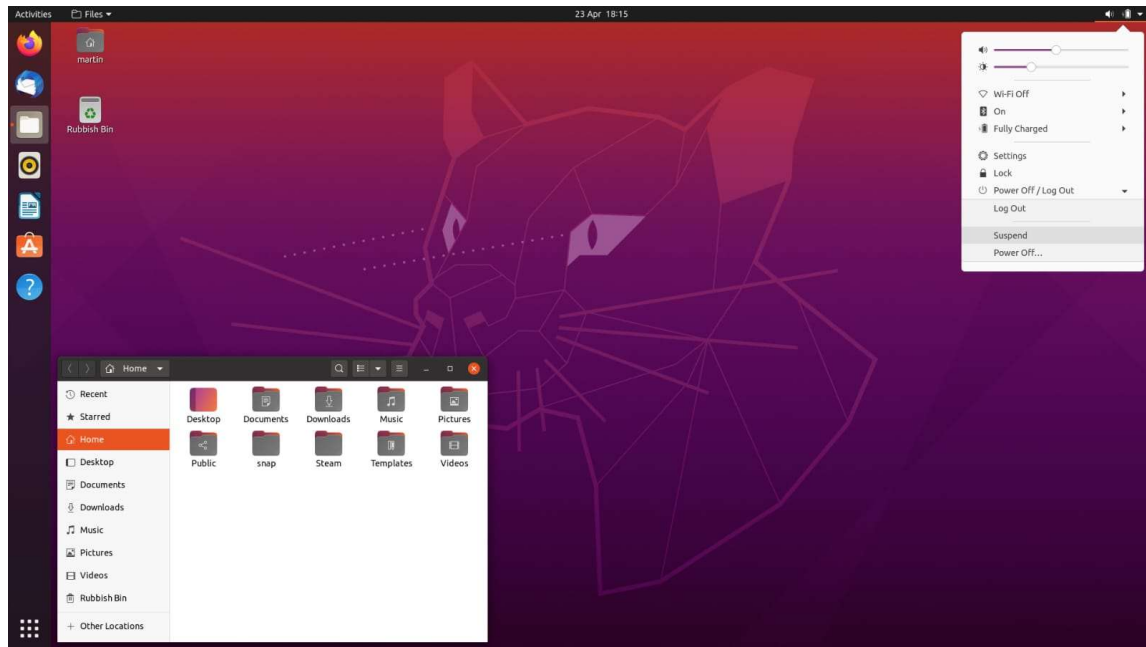 Activities Files 23 Apr 18:15
martin
Rubbish Bin
Wi-Fi Off
On
Fully Charged
Settings
Lock
Power Off / Log Out
Log Out
Suspend
Power Off...
Home
Recent
Starred
Home
Desktop
Documents
Downloads
Music
Pictures
Videos
Rubbish Bin
+ Other Locations
Desktop Documents Downloads Music Pictures
Public snap Steam Templates Videos